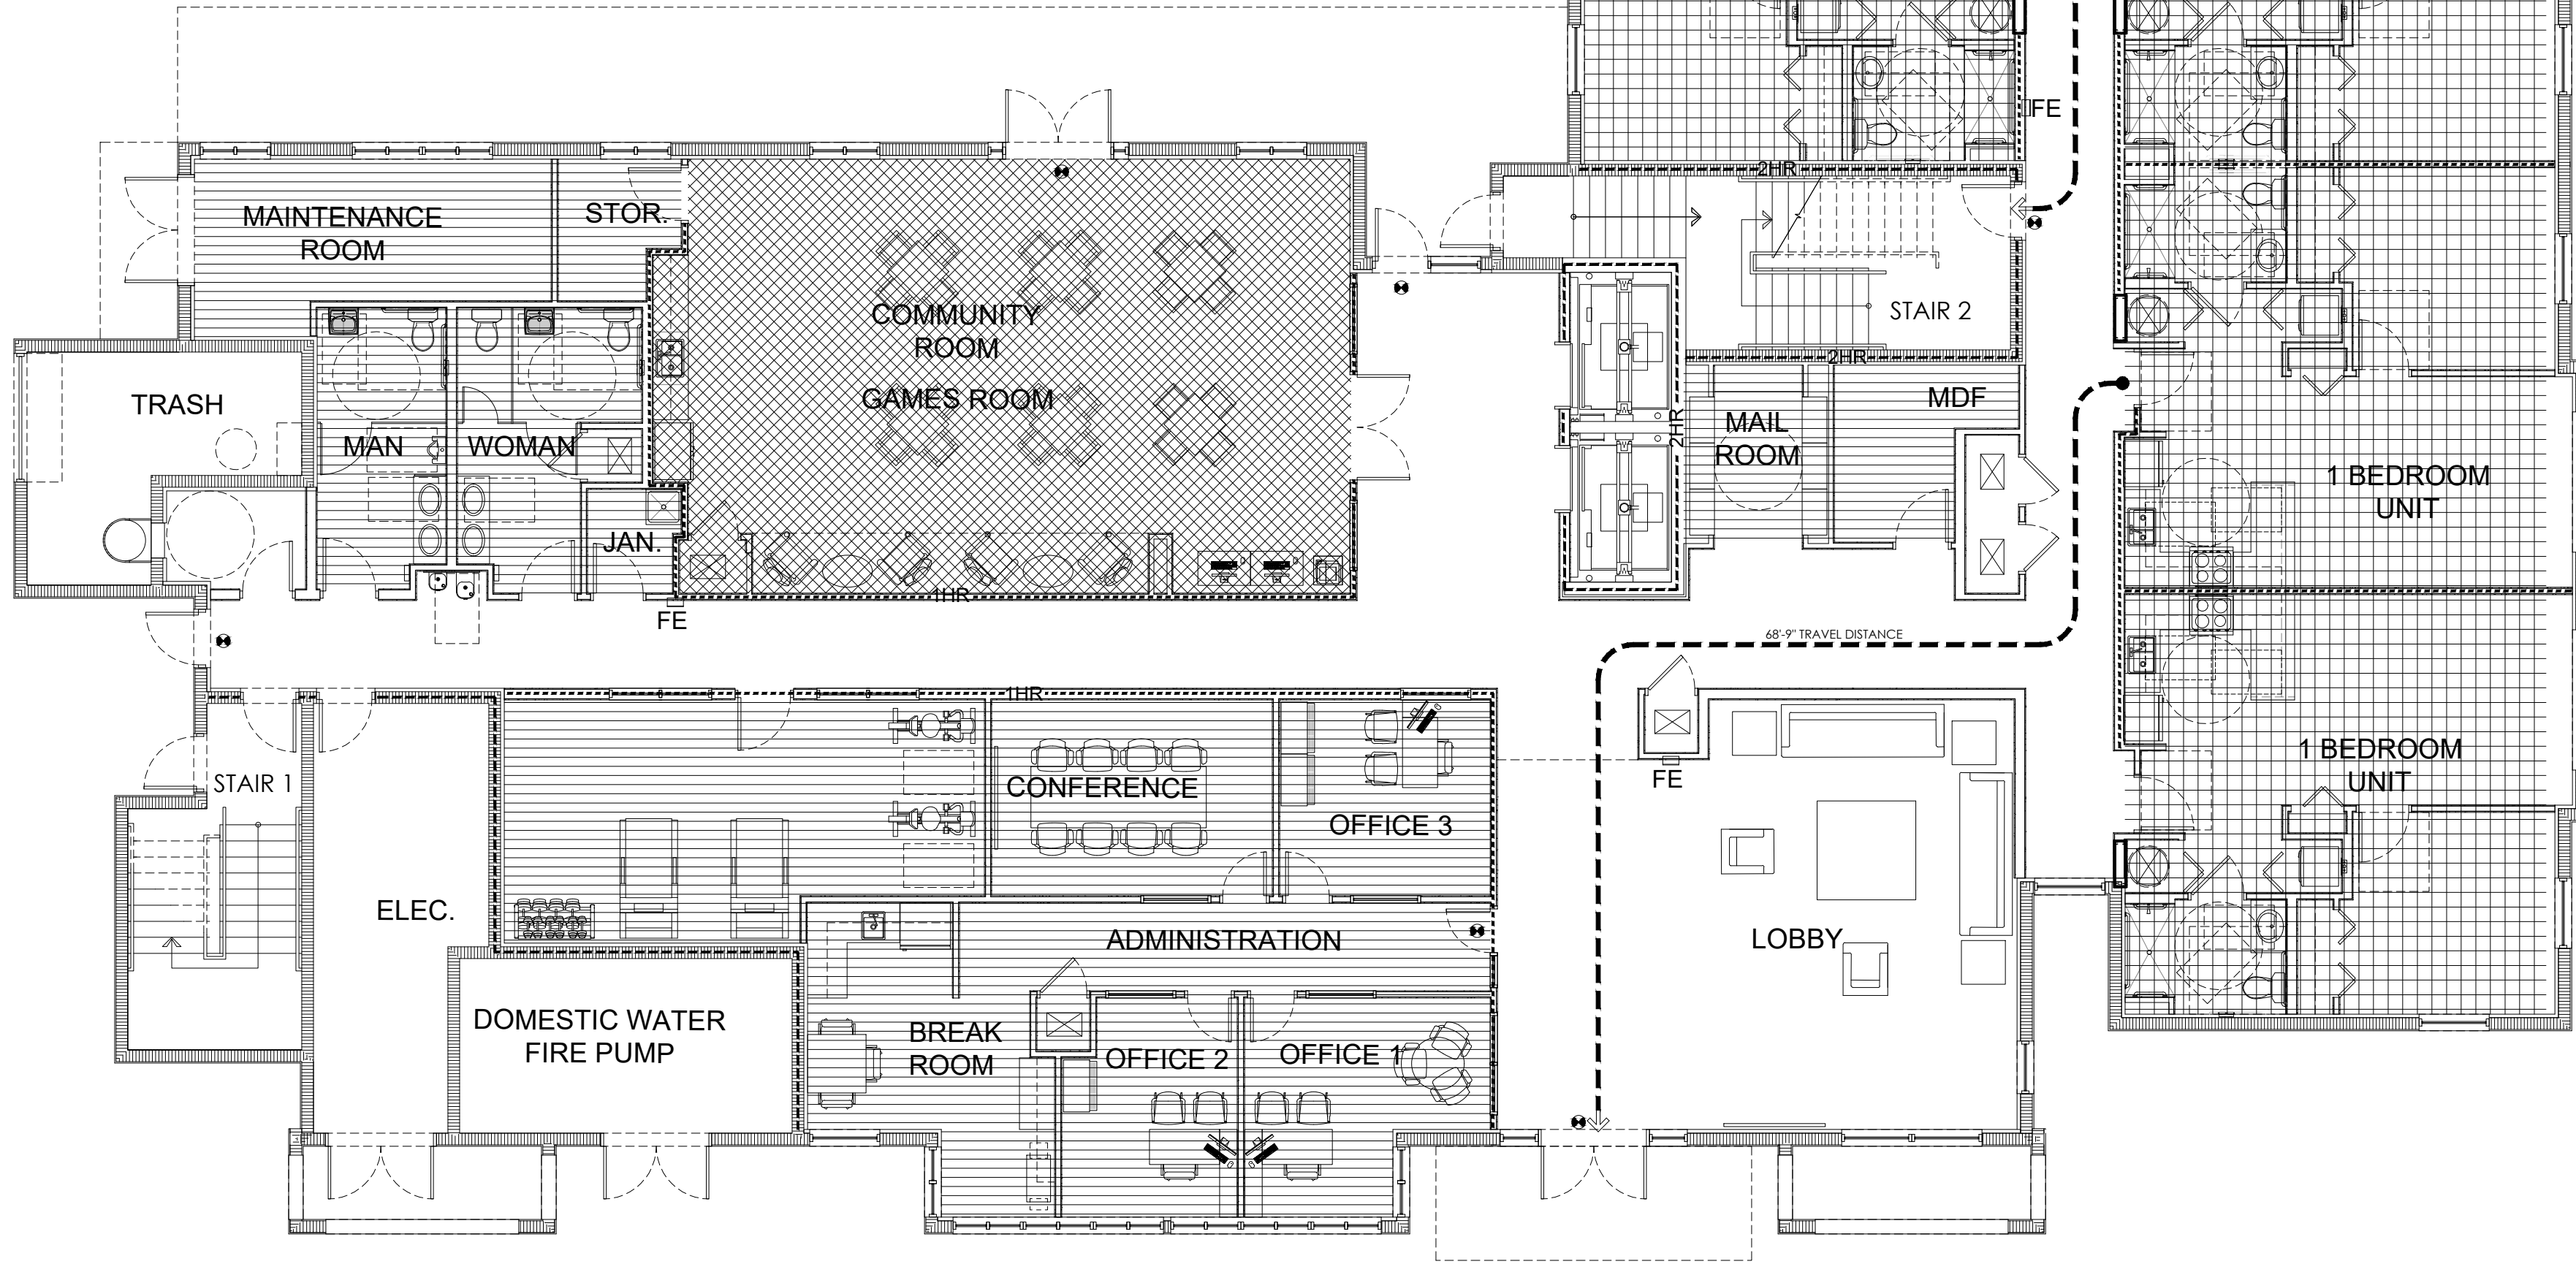 FE
2HR
MAINTENANCE
ROOM
STOR.
COMMUNITY
ROOM
GAMES ROOM
STAIR 2
2HR
TRASH
MAN
WOMAN
JAN.
2HR
MAIL
ROOM
MDF
1 BEDROOM
UNIT
1HR
FE
68'-9" TRAVEL DISTANCE
1HR
STAIR 1
CONFERENCE
OFFICE 3
FE
1 BEDROOM
UNIT
ELEC.
ADMINISTRATION
LOBBY
DOMESTIC WATER
FIRE PUMP
BREAK
ROOM
OFFICE 2
OFFICE 1